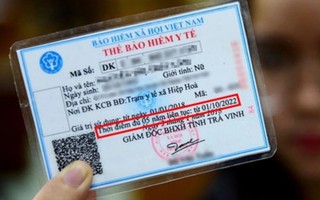 BẢO HIỂM XÃ HỘI VIỆT NAM
THẺ BẢO HIỂM Y TẾ
Mã Số: DK
Họ và tên:
Ngày sinh: Giới tính: Nữ
Địa chỉ:
Nơi ĐK KCB BĐ: Trạm y tế xã Hiệp Hoà Mã:
Giá trị sử dụng: từ ngày 01/01/2018
Thời điểm đủ 05 năm liên tục: từ 01/10/2022
GIÁM ĐỐC BHXH TỈNH TRÀ VINH